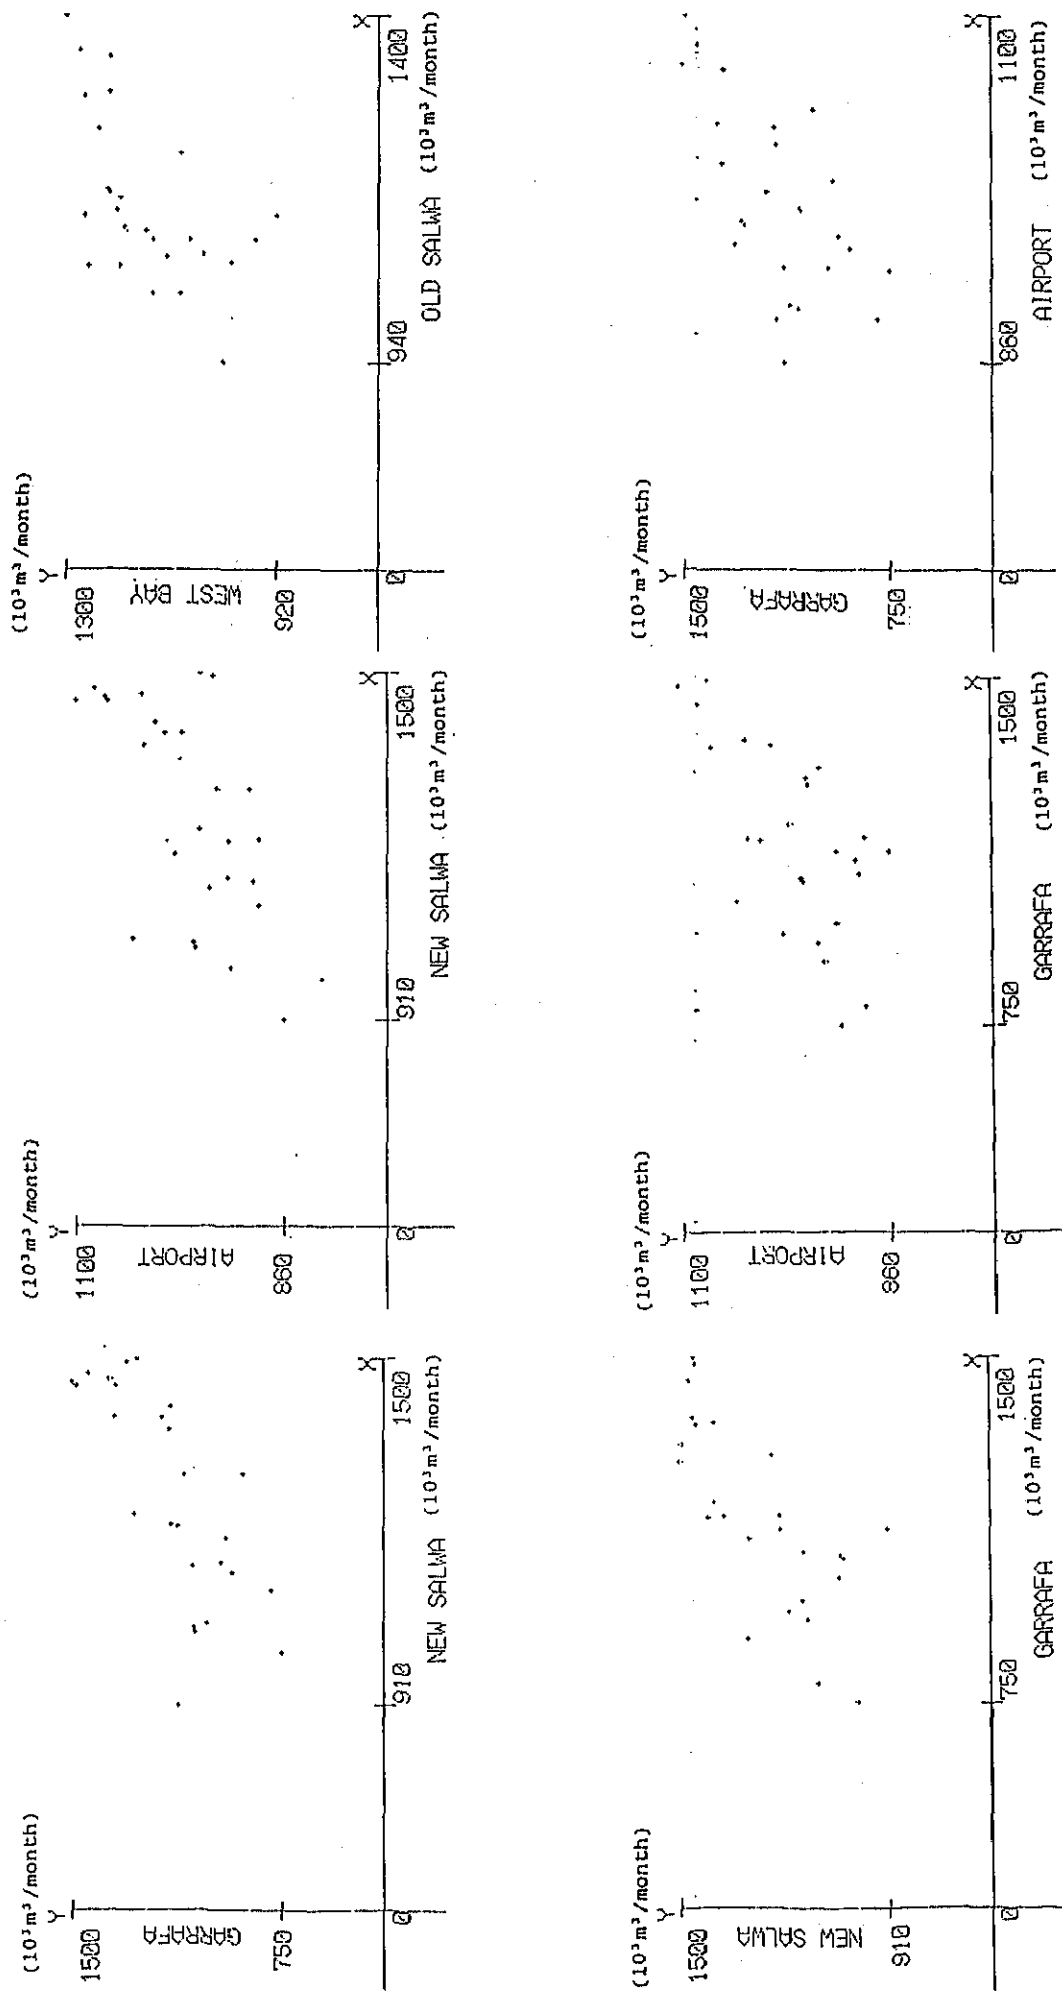 (10³m³/month)
Y
1500
GARRAFA
750
0
910
1500
X
NEW SALWA (10³m³/month)
(10³m³/month)
Y
1100
AIRPORT
860
0
910
1500
X
NEW SALWA (10³m³/month)
(10³m³/month)
Y
1300
WEST BAY
920
0
940
1400
X
OLD SALWA (10³m³/month)
(10³m³/month)
Y
1500
NEW SALWA
910
0
750
1500
X
GARRAFA (10³m³/month)
(10³m³/month)
Y
1100
AIRPORT
860
0
750
1500
X
GARRAFA (10³m³/month)
(10³m³/month)
Y
1500
GARRAFA
750
0
860
1100
X
AIRPORT (10³m³/month)